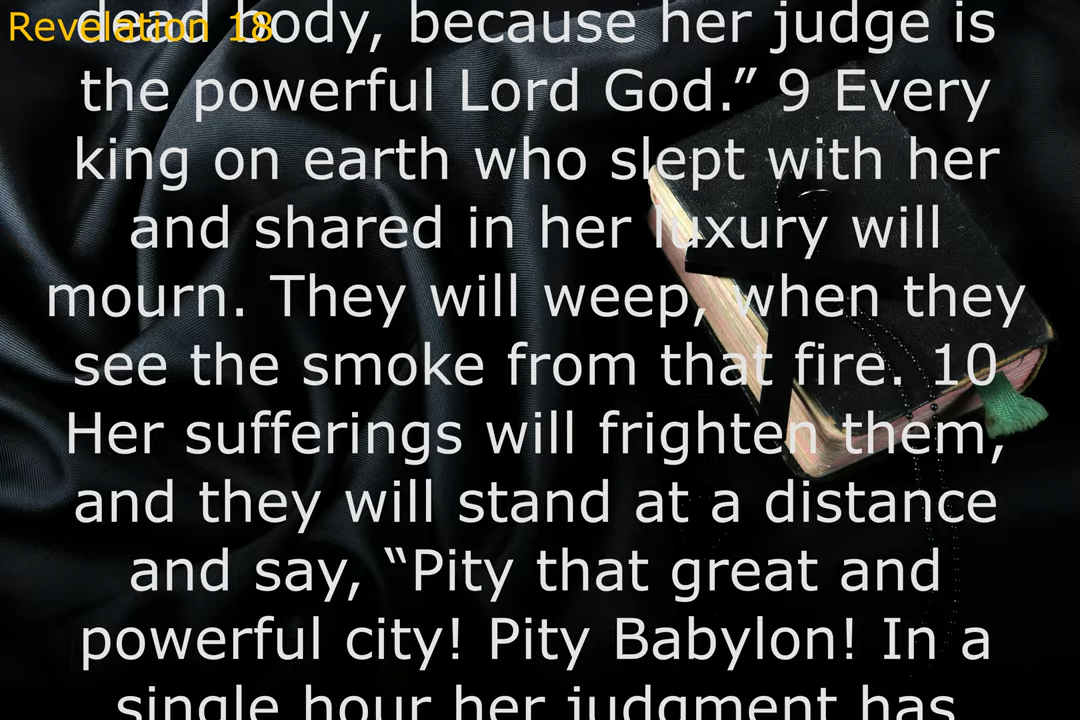 Revelation 18
dead body, because her judge is
the powerful Lord God.” 9 Every
king on earth who slept with her
and shared in her luxury will
mourn. They will weep, when they
see the smoke from that fire. 10
Her sufferings will frighten them,
and they will stand at a distance
and say, “Pity that great and
powerful city! Pity Babylon! In a
single hour her judgment has